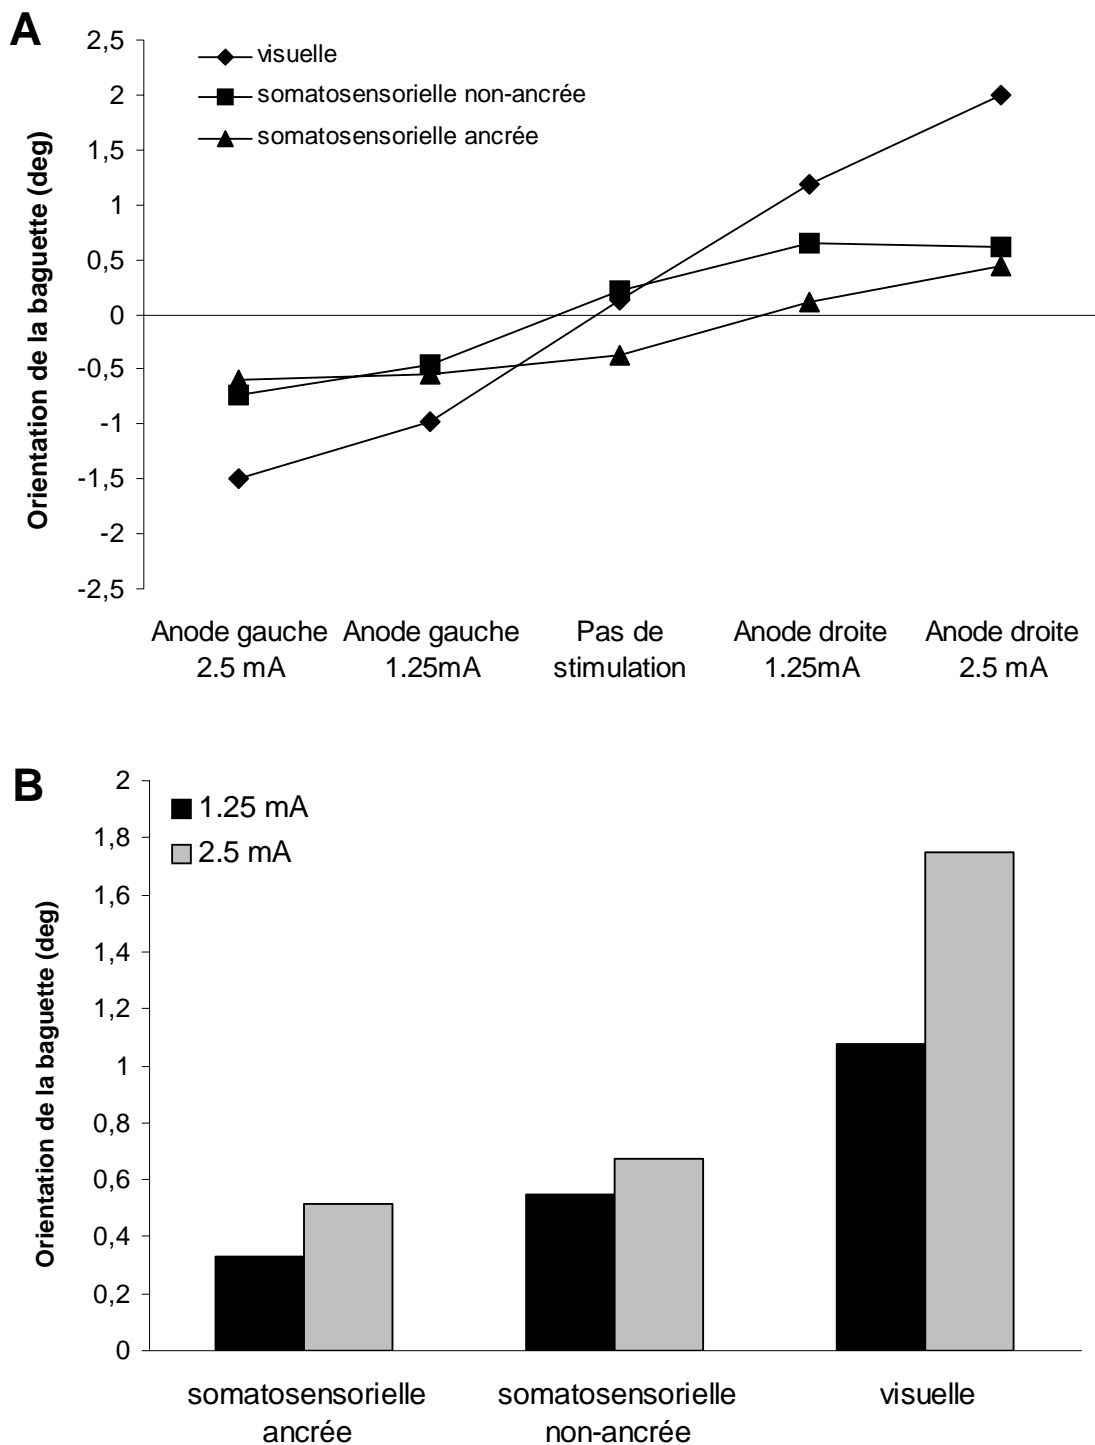 A
2,5
2
1,5
1
0,5
0
-0,5
-1
-1,5
-2
-2,5
Orientation de la baguette (deg)
visuelle
somatosensorielle non-ancrée
somatosensorielle ancrée
Anode gauche
2.5 mA
Anode gauche
1.25mA
Pas de
stimulation
Anode droite
1.25mA
Anode droite
2.5 mA
B
2
1,8
1,6
1,4
1,2
1
0,8
0,6
0,4
0,2
0
Orientation de la baguette (deg)
1.25 mA
2.5 mA
somatosensorielle
ancrée
somatosensorielle
non-ancrée
visuelle